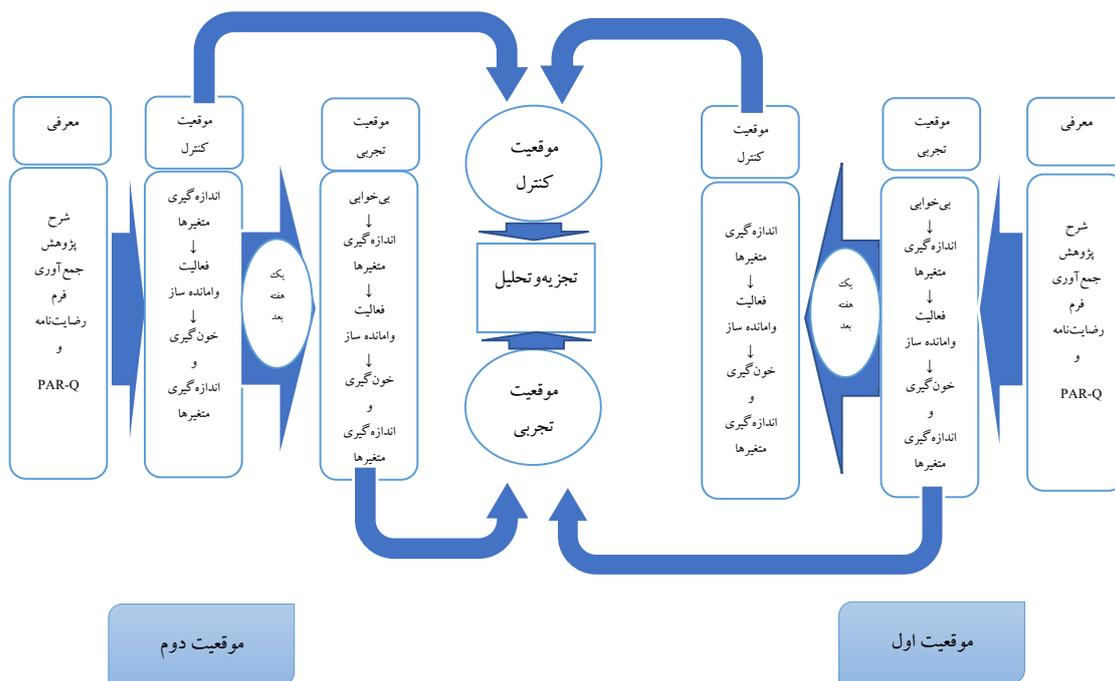 معرفی
شرح
پژوهش
جمع‌آوری
فرم
رضایت‌نامه
و
PAR-Q
موقعیت
تجربی
بی‌خوابی
↓
اندازه‌گیری
متغیرها
↓
فعالیت
وامانده ساز
↓
خون‌گیری
و
اندازه‌گیری
متغیرها
یک
هفته
بعد
موقعیت
کنترل
اندازه‌گیری
متغیرها
↓
فعالیت
وامانده ساز
↓
خون‌گیری
و
اندازه‌گیری
متغیرها
موقعیت
کنترل
تجزیه‌و تحلیل
موقعیت
تجربی
معرفی
شرح
پژوهش
جمع‌آوری
فرم
رضایت‌نامه
و
PAR-Q
موقعیت
کنترل
اندازه‌گیری
متغیرها
↓
فعالیت
وامانده ساز
↓
خون‌گیری
و
اندازه‌گیری
متغیرها
یک
هفته
بعد
موقعیت
تجربی
بی‌خوابی
↓
اندازه‌گیری
متغیرها
↓
فعالیت
وامانده ساز
↓
خون‌گیری
و
اندازه‌گیری
متغیرها
موقعیت اول
موقعیت دوم